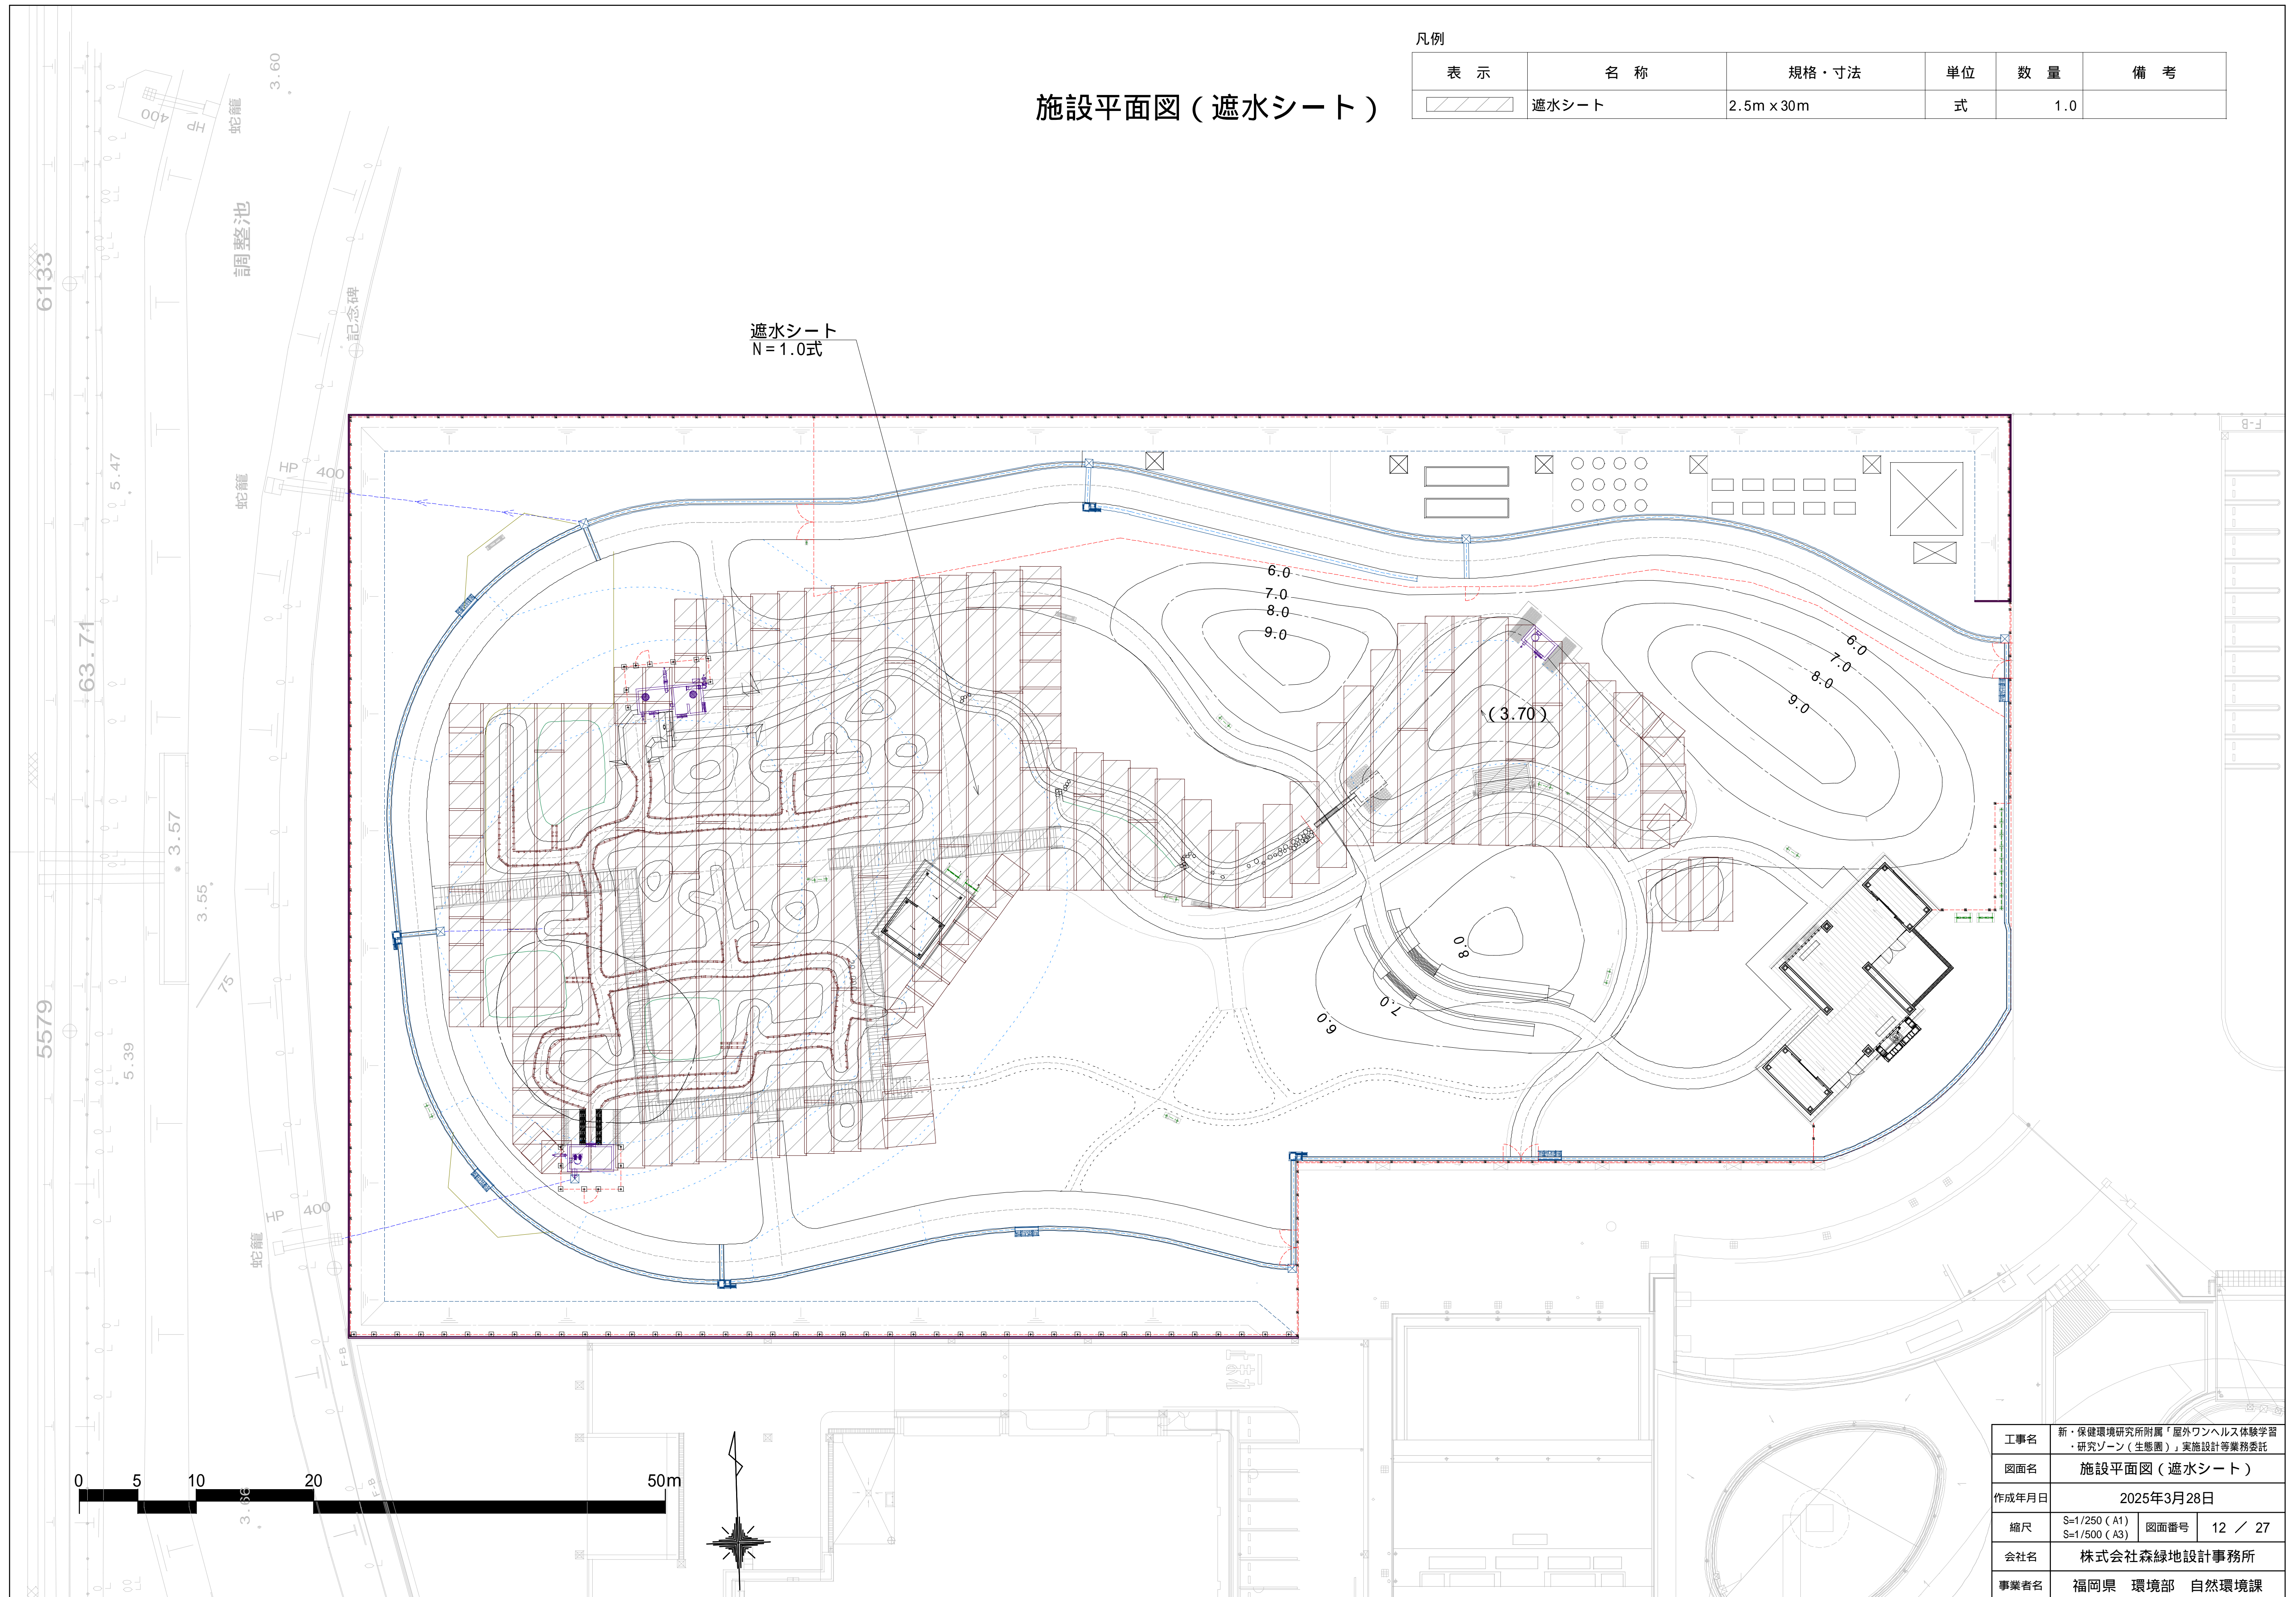 施設平面図（遮水シート）
凡例
表　示　名　称　規格・寸法　単位　数　量　備　考
遮水シート　2.5m x 30m　式　1.0
遮水シート
N＝1.0式
3.60
HP 400
蛇籠
調整池
記念碑
6133
63.71
5.47
HP 400
蛇籠
3.57
3.55
75
5579
5.39
HP 400
蛇籠
F-B
F-B
F-B
3.66
6.0
7.0
8.0
9.0
(3.70)
6.0
7.0
8.0
9.0
8.0
7.0
6.0
0 5 10 20 50m
工事名　新・保健環境研究所附属「屋外ワンヘルス体験学習
・研究ゾーン（生態園）」実施設計等業務委託
図面名　施設平面図（遮水シート）
作成年月日　2025年3月28日
縮尺　S=1/250（A1）
S=1/500（A3）　図面番号　12 ／ 27
会社名　株式会社森緑地設計事務所
事業者名　福岡県　環境部　自然環境課